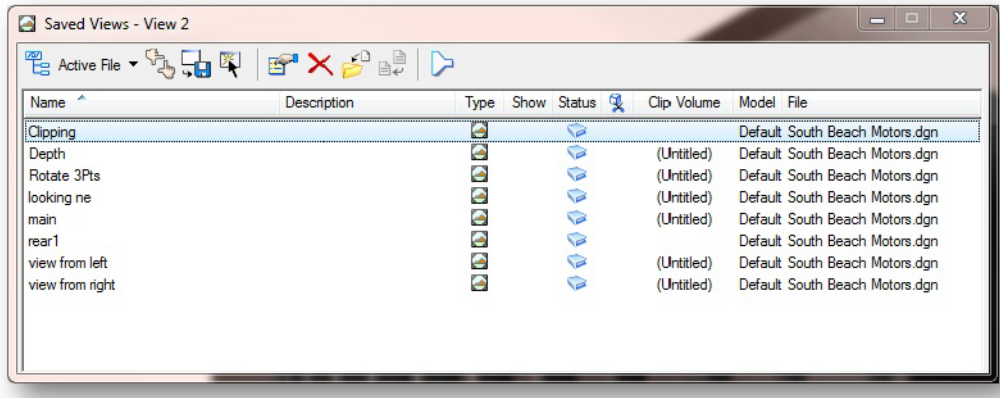 Saved Views - View 2
Active File
Name Description Type Show Status Clip Volume Model File
Clipping Default South Beach Motors.dgn
Depth (Untitled) Default South Beach Motors.dgn
Rotate 3Pts (Untitled) Default South Beach Motors.dgn
looking ne (Untitled) Default South Beach Motors.dgn
main (Untitled) Default South Beach Motors.dgn
rear1 Default South Beach Motors.dgn
view from left (Untitled) Default South Beach Motors.dgn
view from right (Untitled) Default South Beach Motors.dgn